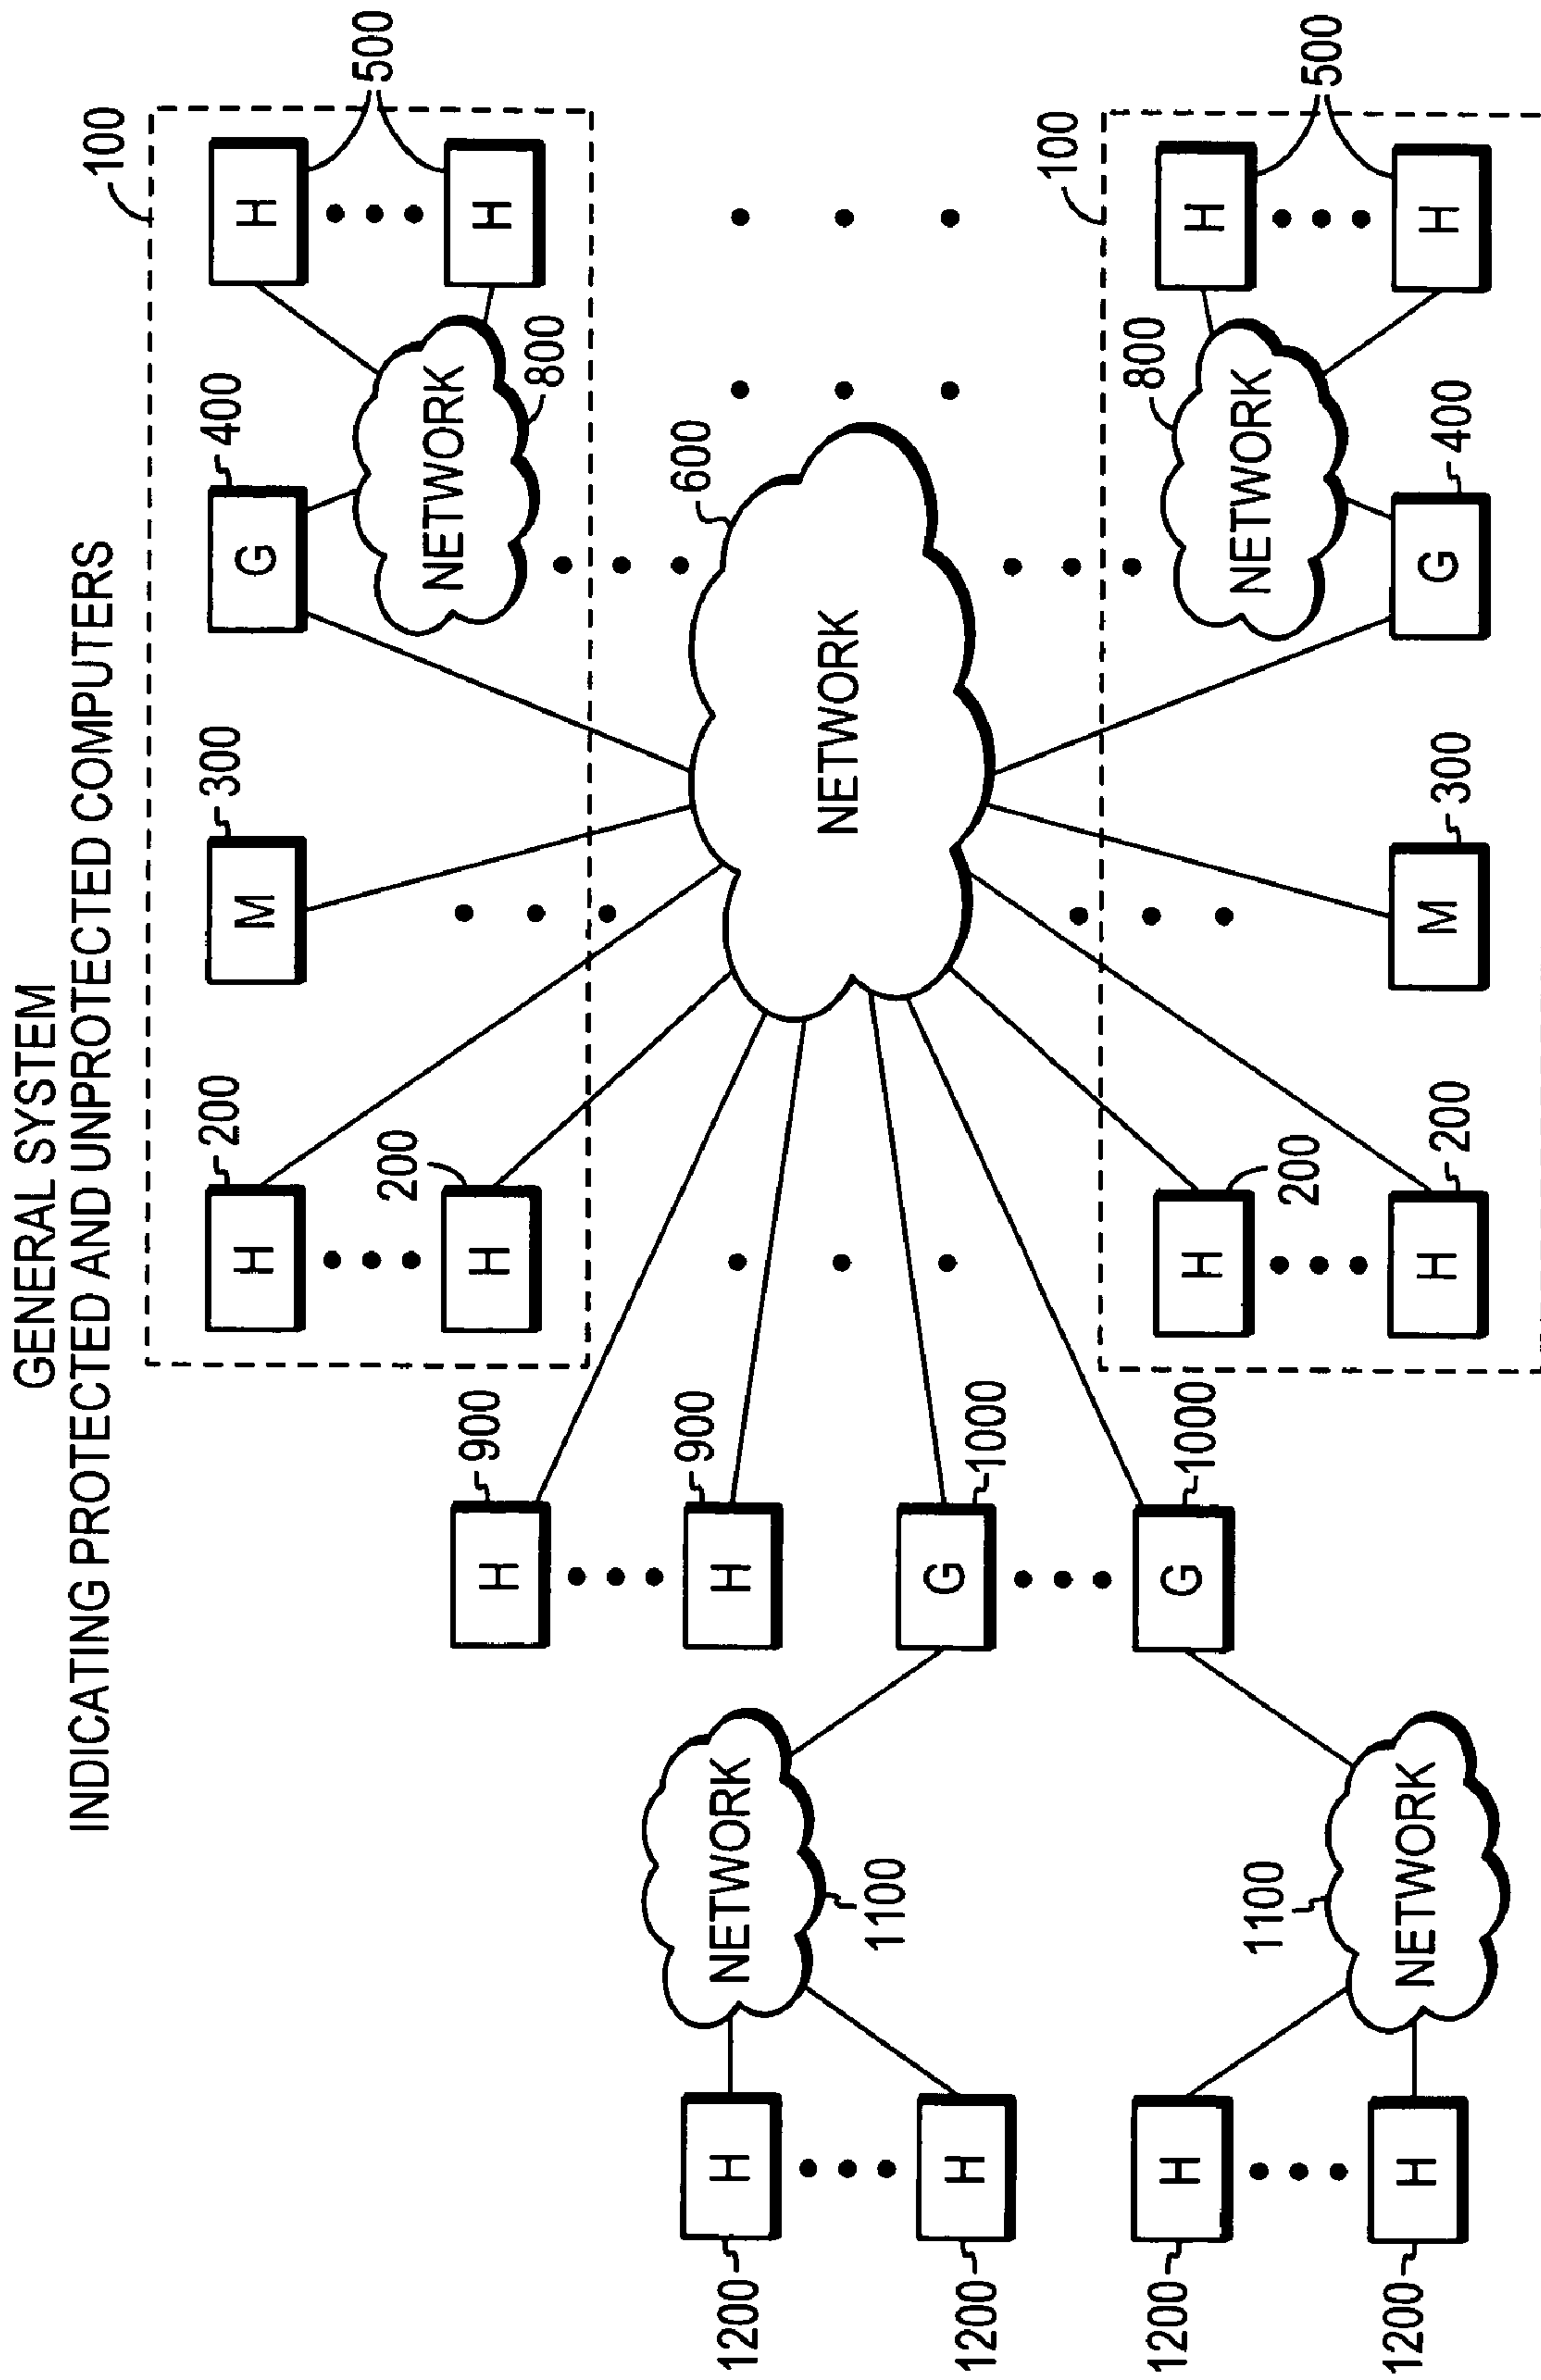 GENERAL SYSTEM
INDICATING PROTECTED AND UNPROTECTED COMPUTERS
100
200
300
400
500
H
M
G
H
H
200
NETWORK
800
H
600
NETWORK
900
H
900
H
1000
G
1000
G
NETWORK
1100
1100
NETWORK
1200
H
1200
H
1200
H
1200
H
100
500
800
H
200
H
NETWORK
H
200
M
300
G
400
H